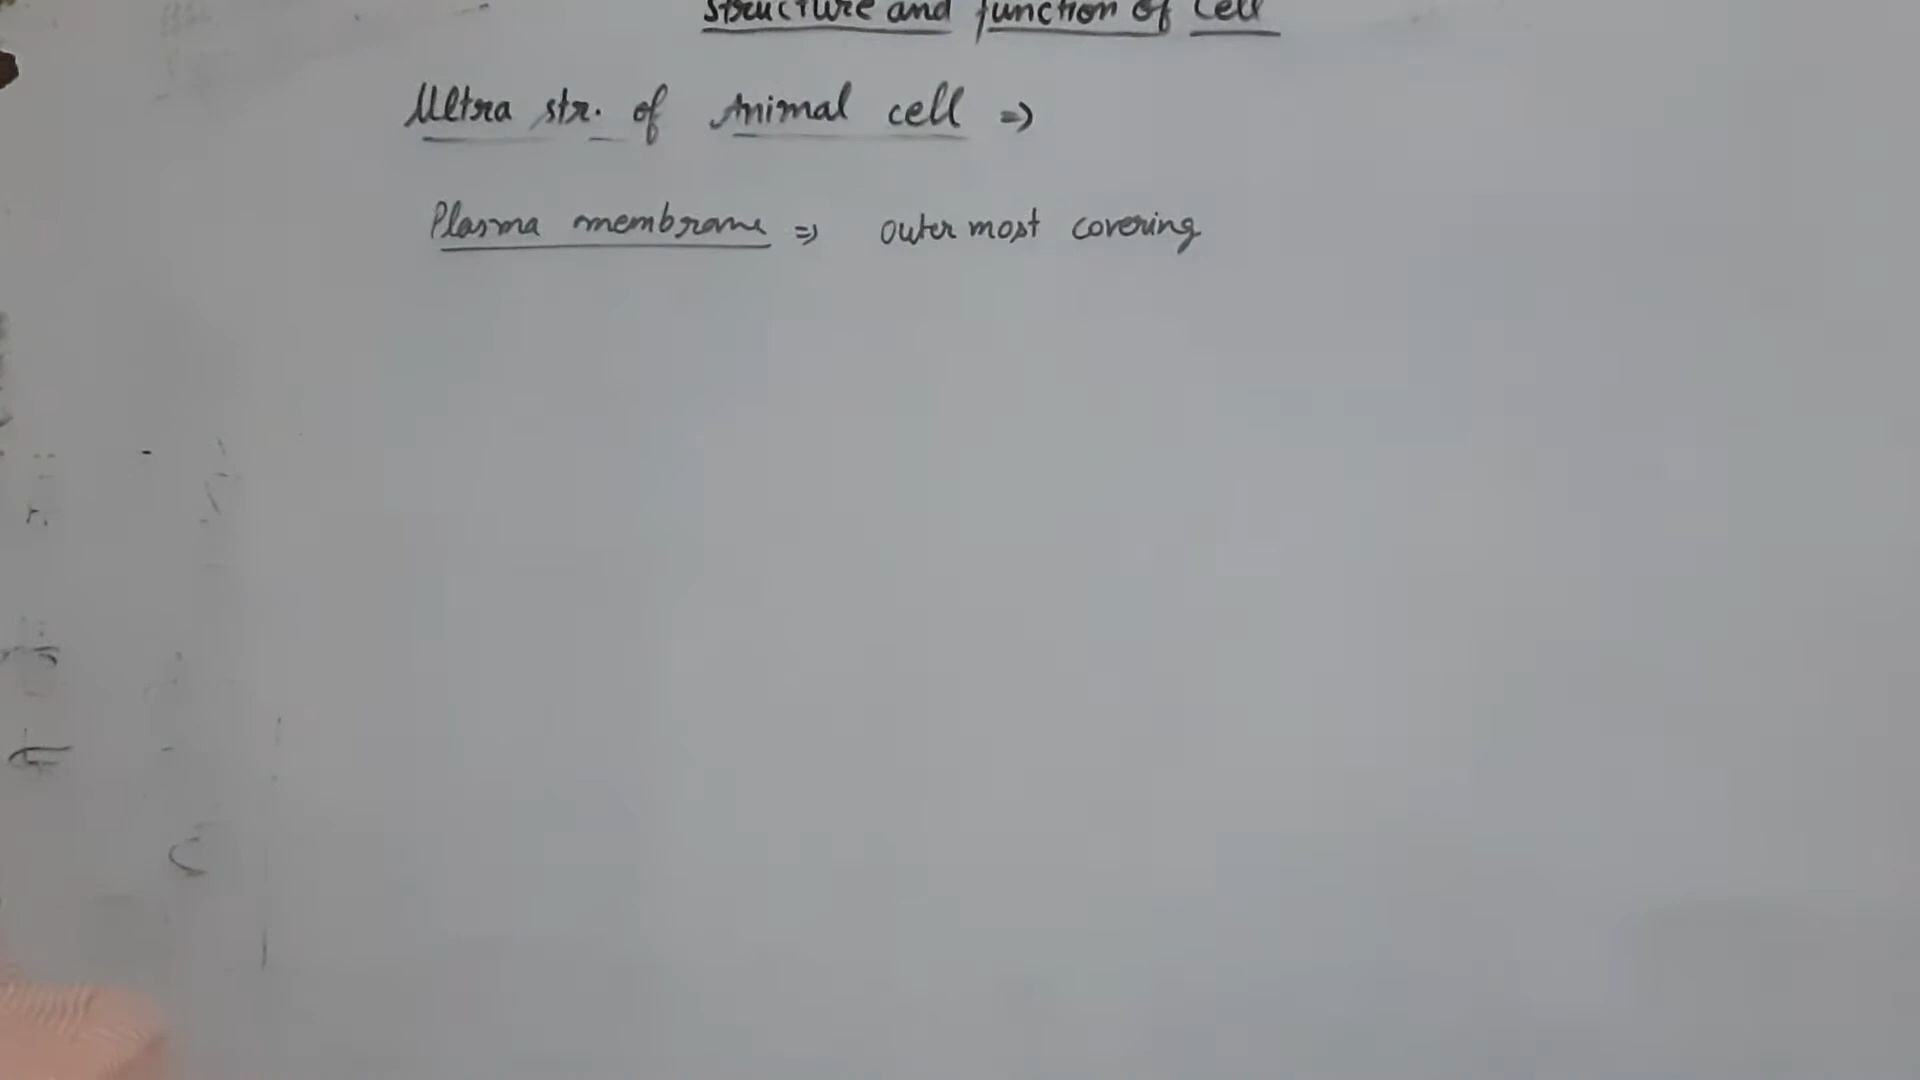 Structure and function of cell
Ultra str. of Animal cell ⇒
Plasma membrane ⇒ outer most covering